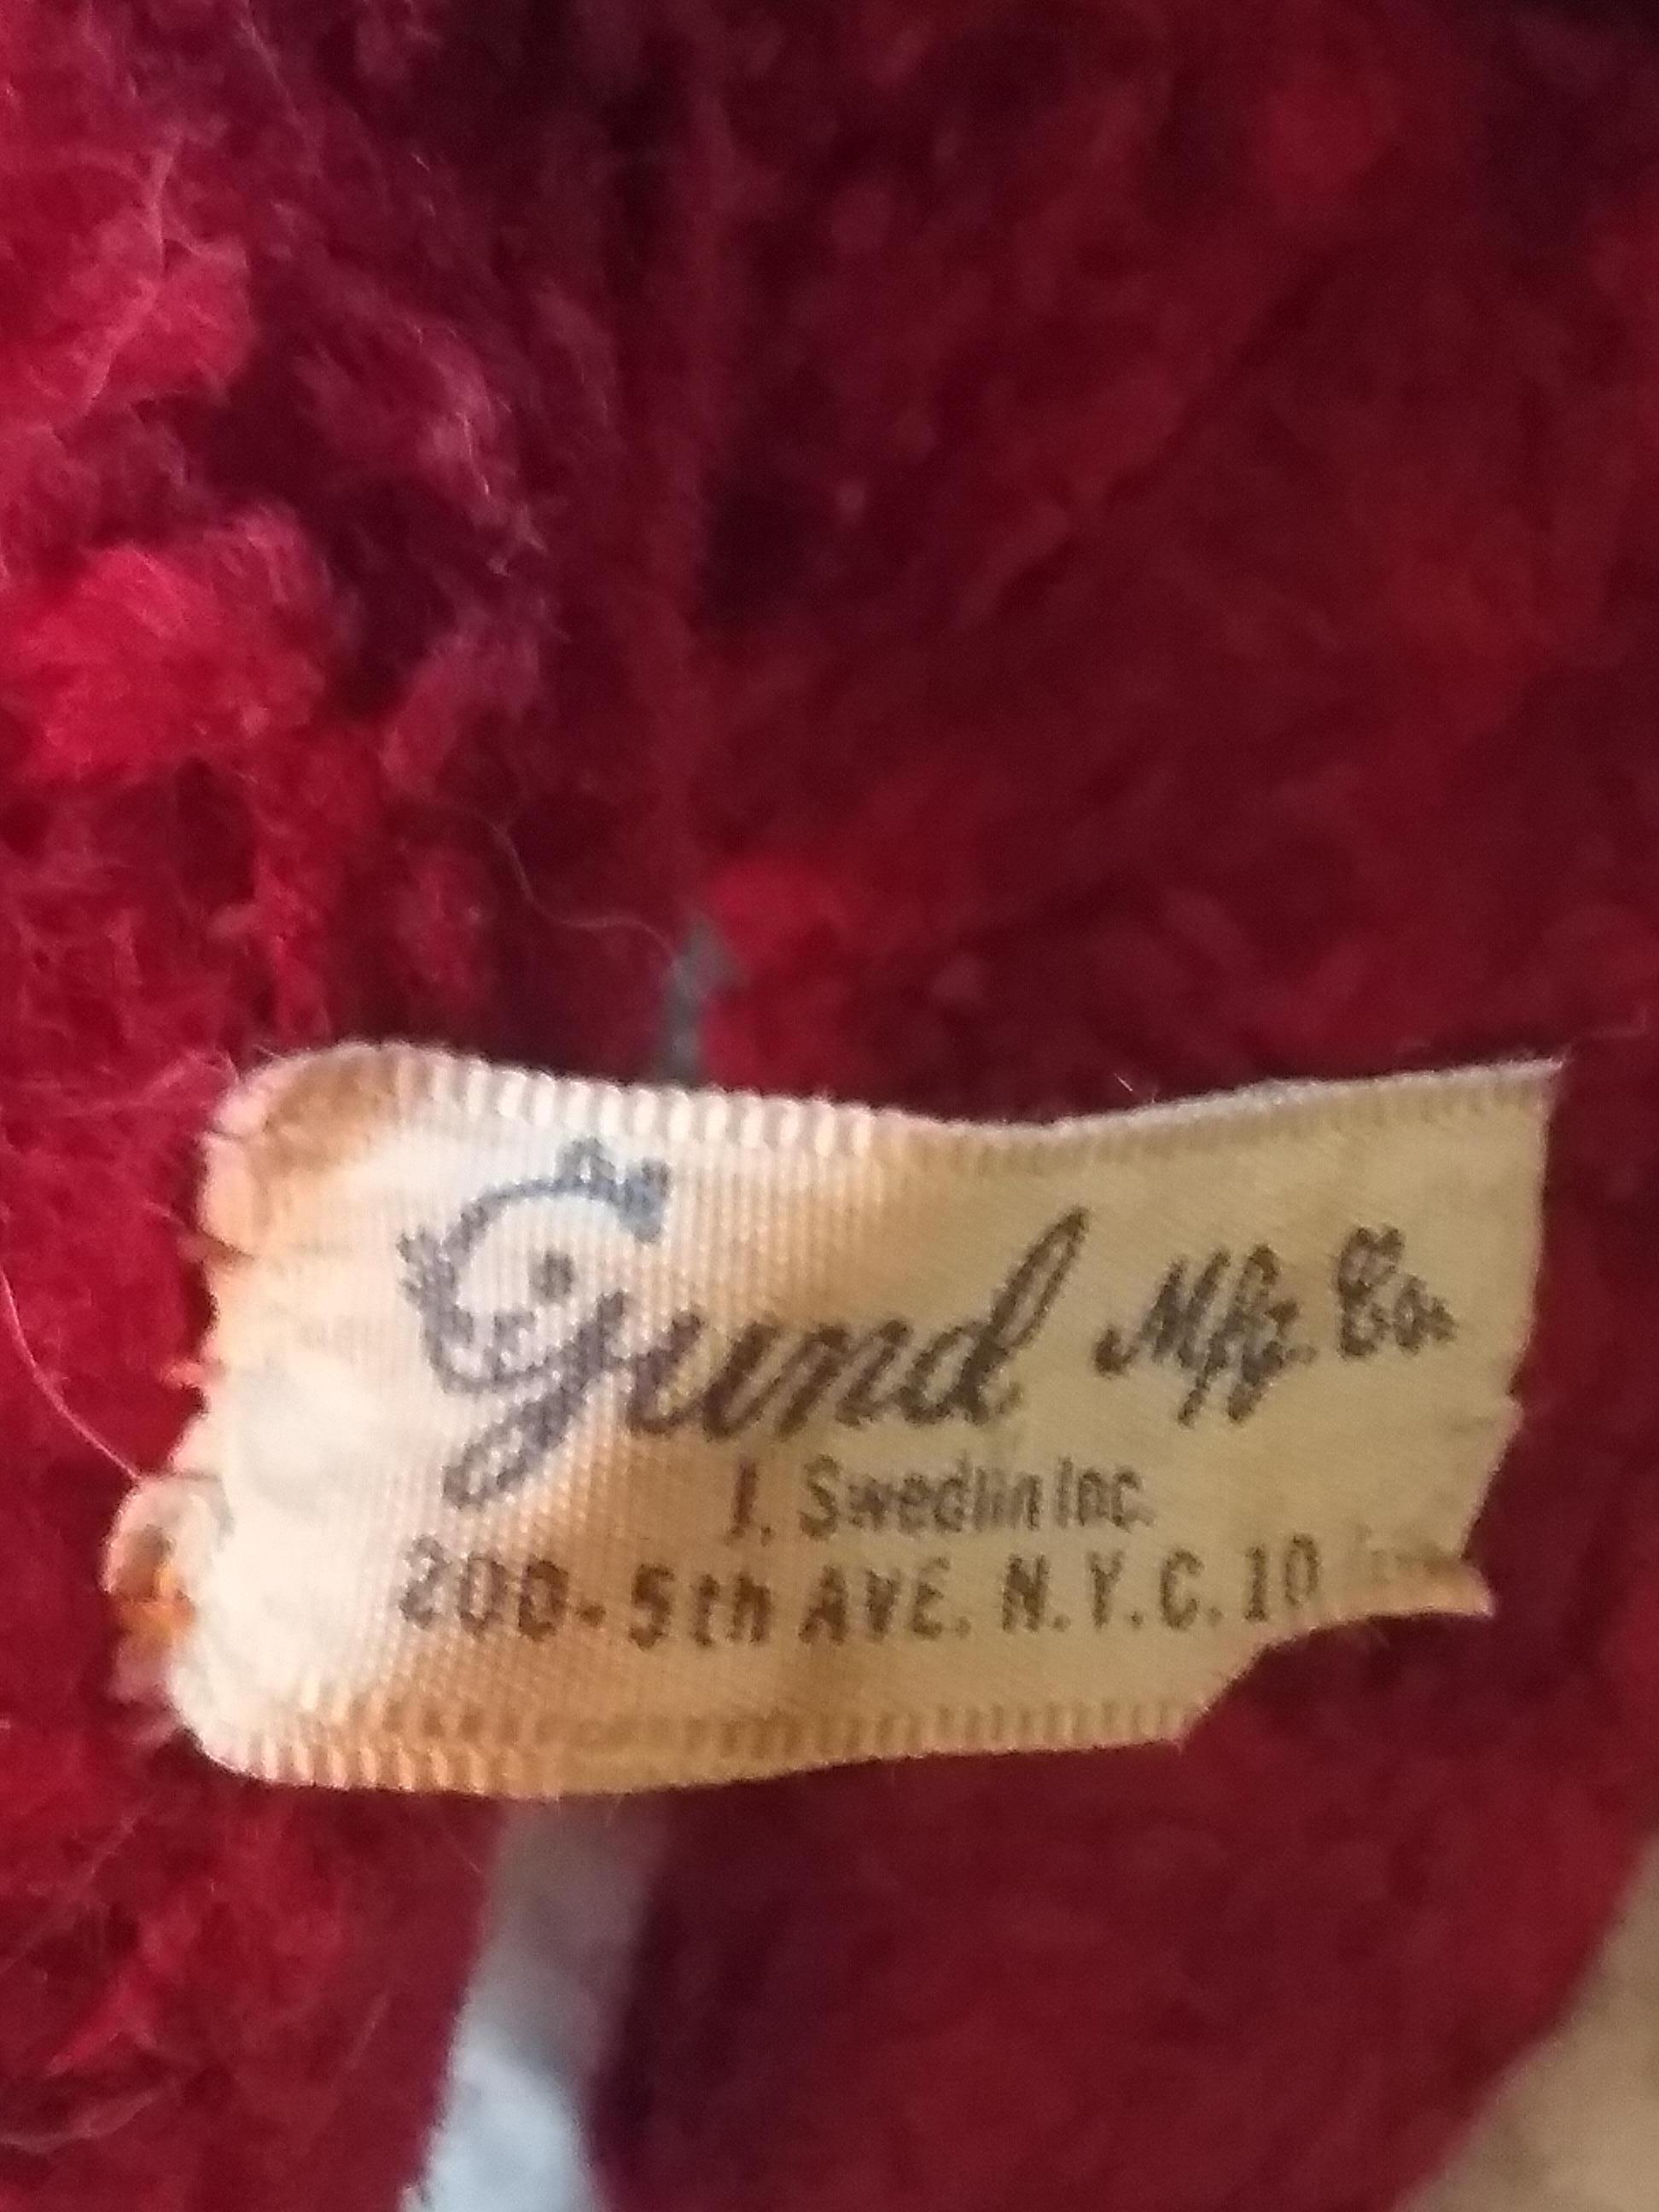 Gund Mfg. Co.
J. Swedlin Inc.
200-5th AVE. N.Y.C. 10